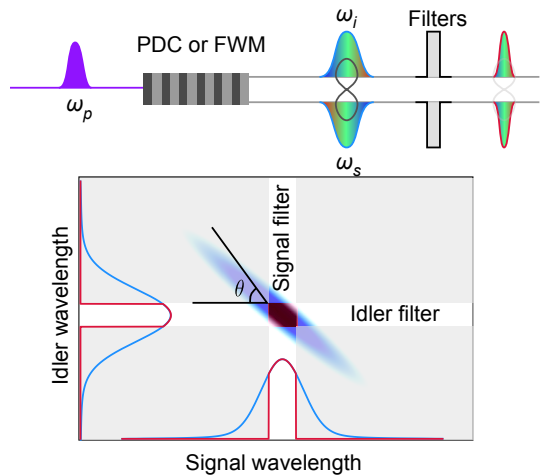 ω_i
Filters
PDC or FWM
ω_p
ω_s
Signal filter
θ
Idler filter
Idler wavelength
Signal wavelength